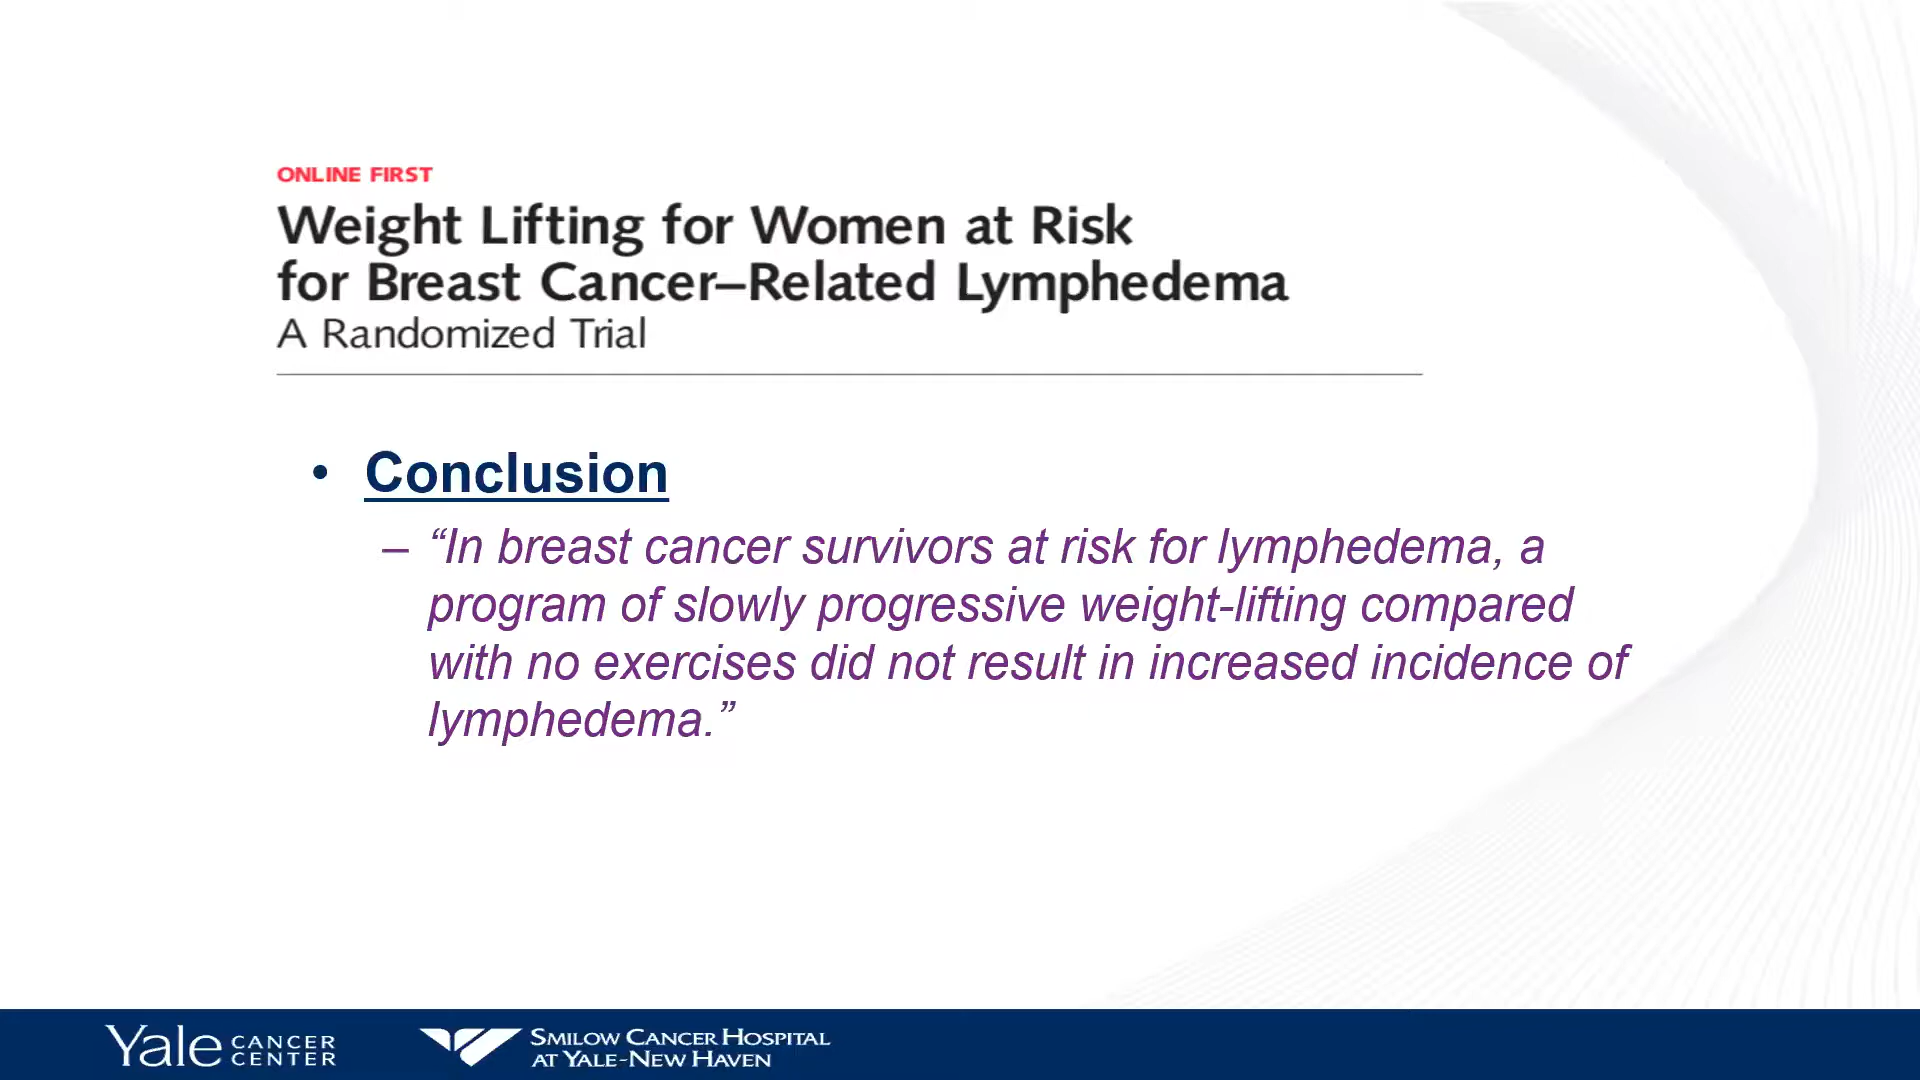 ONLINE FIRST
Weight Lifting for Women at Risk
for Breast Cancer–Related Lymphedema
A Randomized Trial
• Conclusion
– “In breast cancer survivors at risk for lymphedema, a
program of slowly progressive weight-lifting compared
with no exercises did not result in increased incidence of
lymphedema.”
Yale CANCER CENTER
SMILOW CANCER HOSPITAL
AT YALE-NEW HAVEN